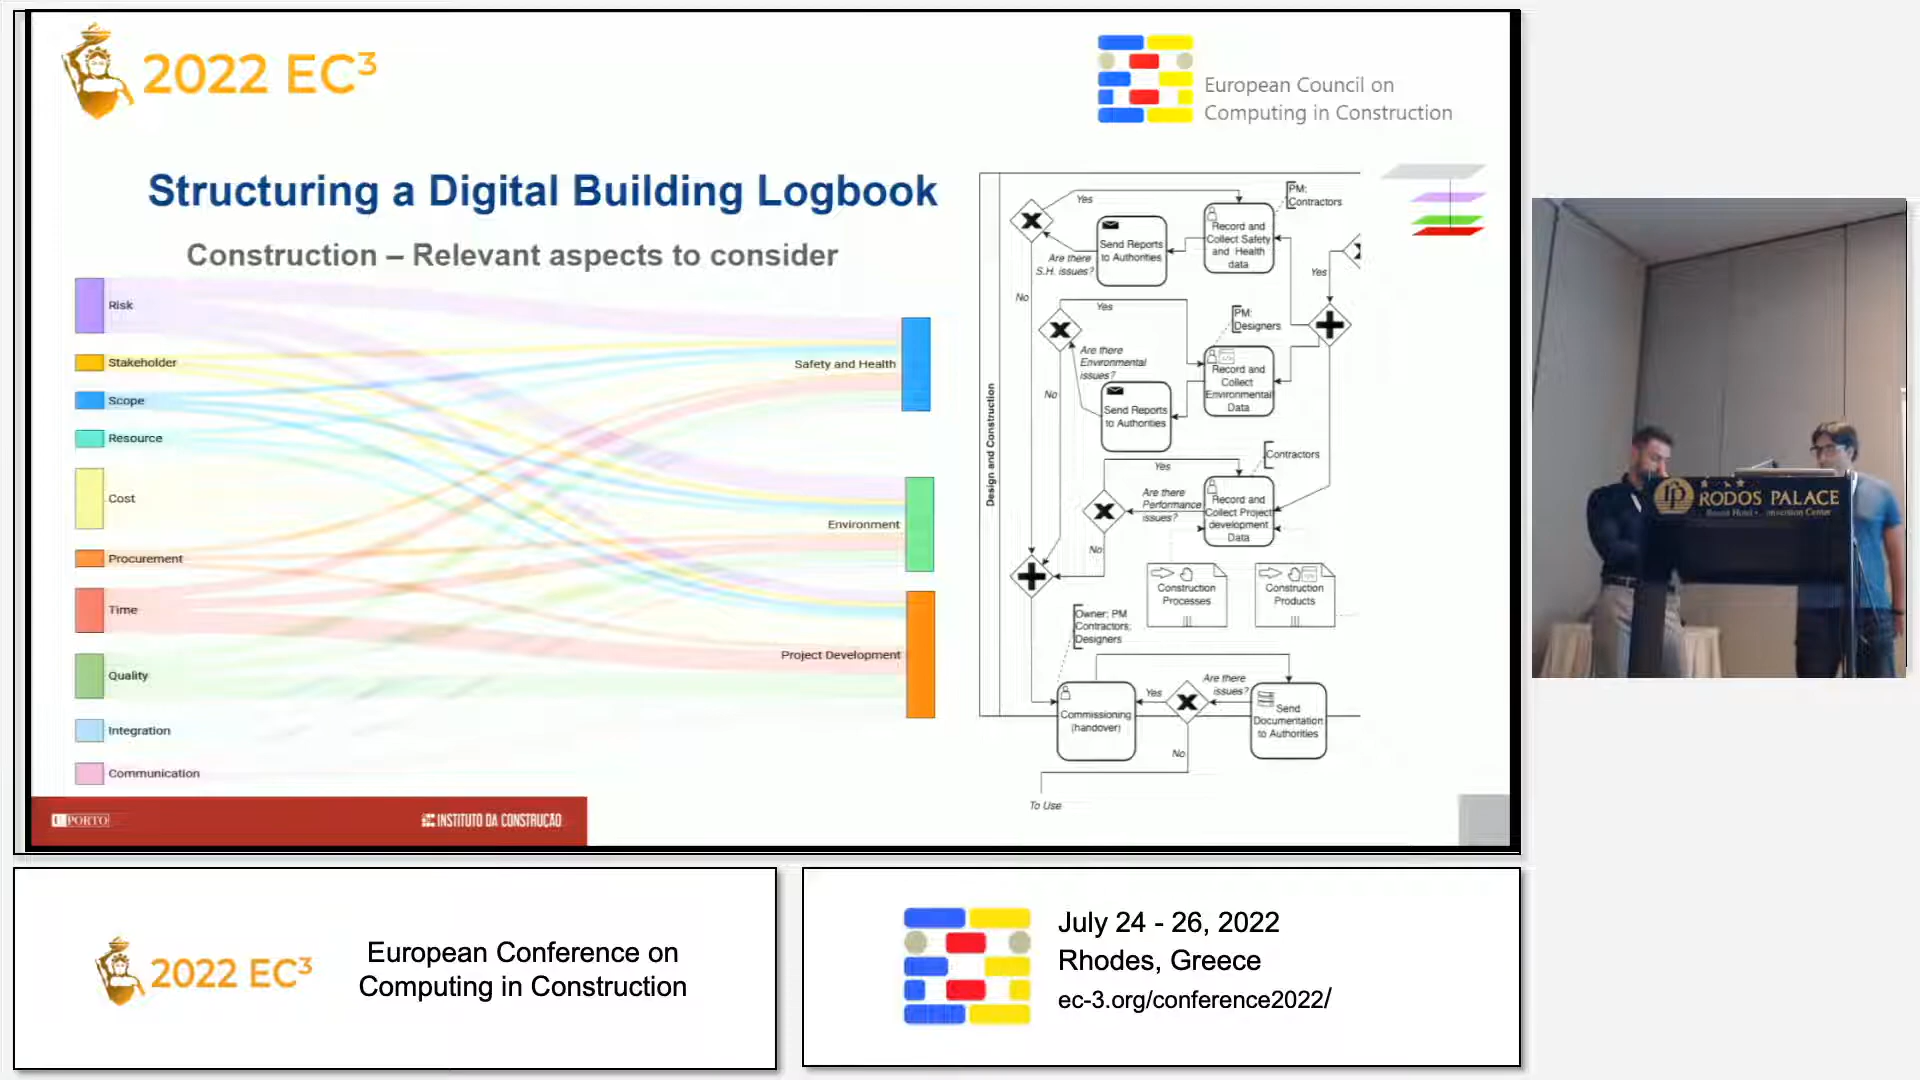 2022 EC³
European Council on
Computing in Construction
Structuring a Digital Building Logbook
Construction – Relevant aspects to consider
Risk
Stakeholder
Scope
Resource
Cost
Procurement
Time
Quality
Integration
Communication
Safety and Health
Environment
Project Development
Design and Construction
Yes
PM;
Contractors
Record and
Collect Safety
and Health
data
Send Reports
to Authorities
Are there
S.H. issues?
No
Yes
Yes
PM:
Designers
Are there
Environmental
issues?
Record and
Collect
Environmental
Data
No
Send Reports
to Authorities
Contractors
Yes
Are there
Performance
issues?
Record and
Collect Project
development
Data
No
Construction
Processes
Construction
Products
Owner; PM
Contractors;
Designers
Commissioning
(handover)
Yes
Are there
issues?
Send
Documentation
to Authorities
No
To Use
U.PORTO
INSTITUTO DA CONSTRUÇÃO
RODOS PALACE
2022 EC³
European Conference on
Computing in Construction
July 24 - 26, 2022
Rhodes, Greece
ec-3.org/conference2022/